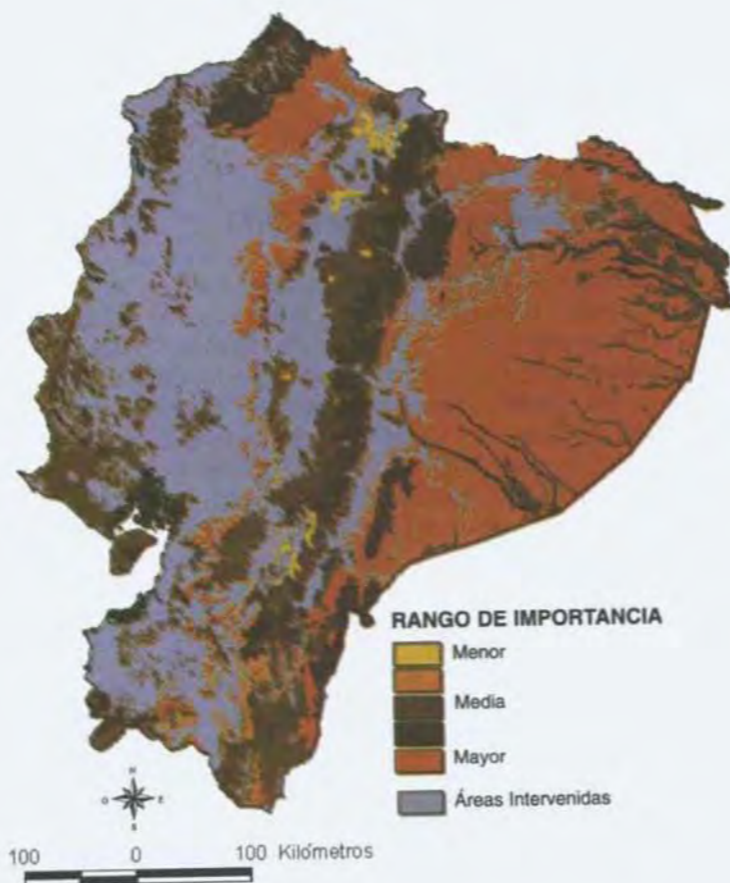 RANGO DE IMPORTANCIA
Menor
Media
Mayor
Áreas Intervenidas
N
O E
S
100 0 100 Kilómetros